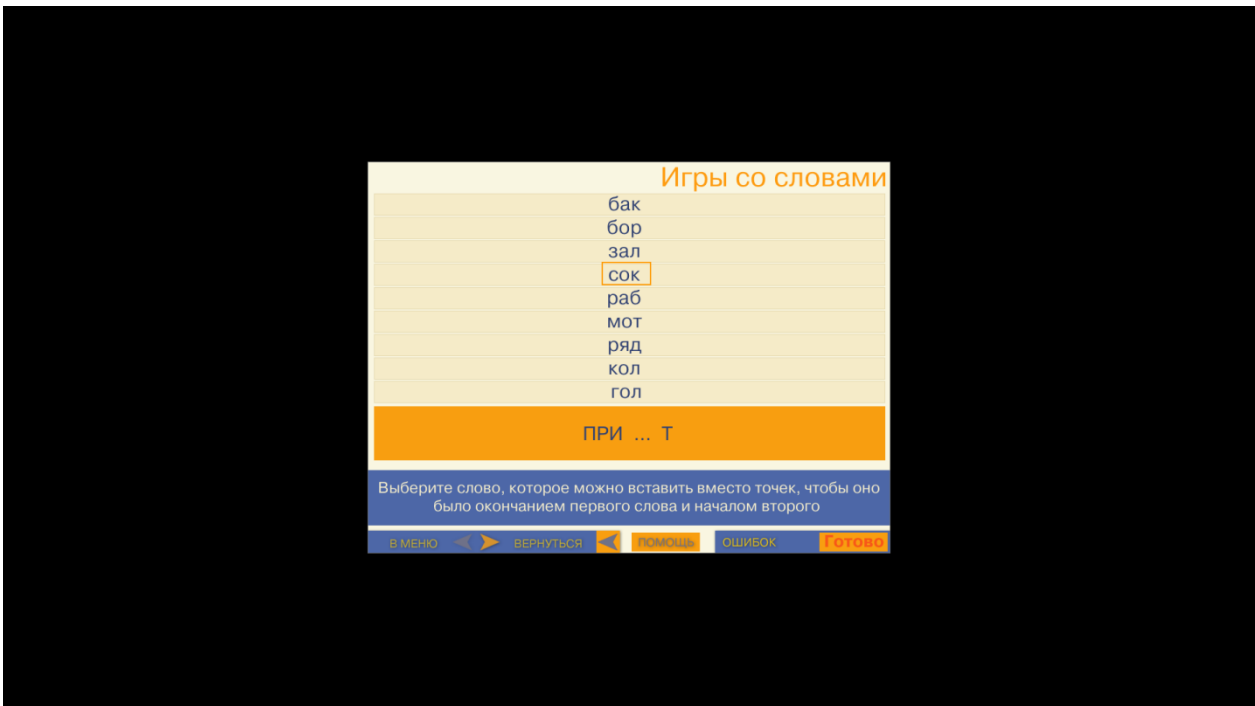 Игры со словами
бак
бор
зал
сок
раб
мот
ряд
кол
гол
ПРИ ... Т
Выберите слово, которое можно вставить вместо точек, чтобы оно
было окончанием первого слова и началом второго
В МЕНЮ ВЕРНУТЬСЯ ПОМОЩЬ ОШИБОК Готово